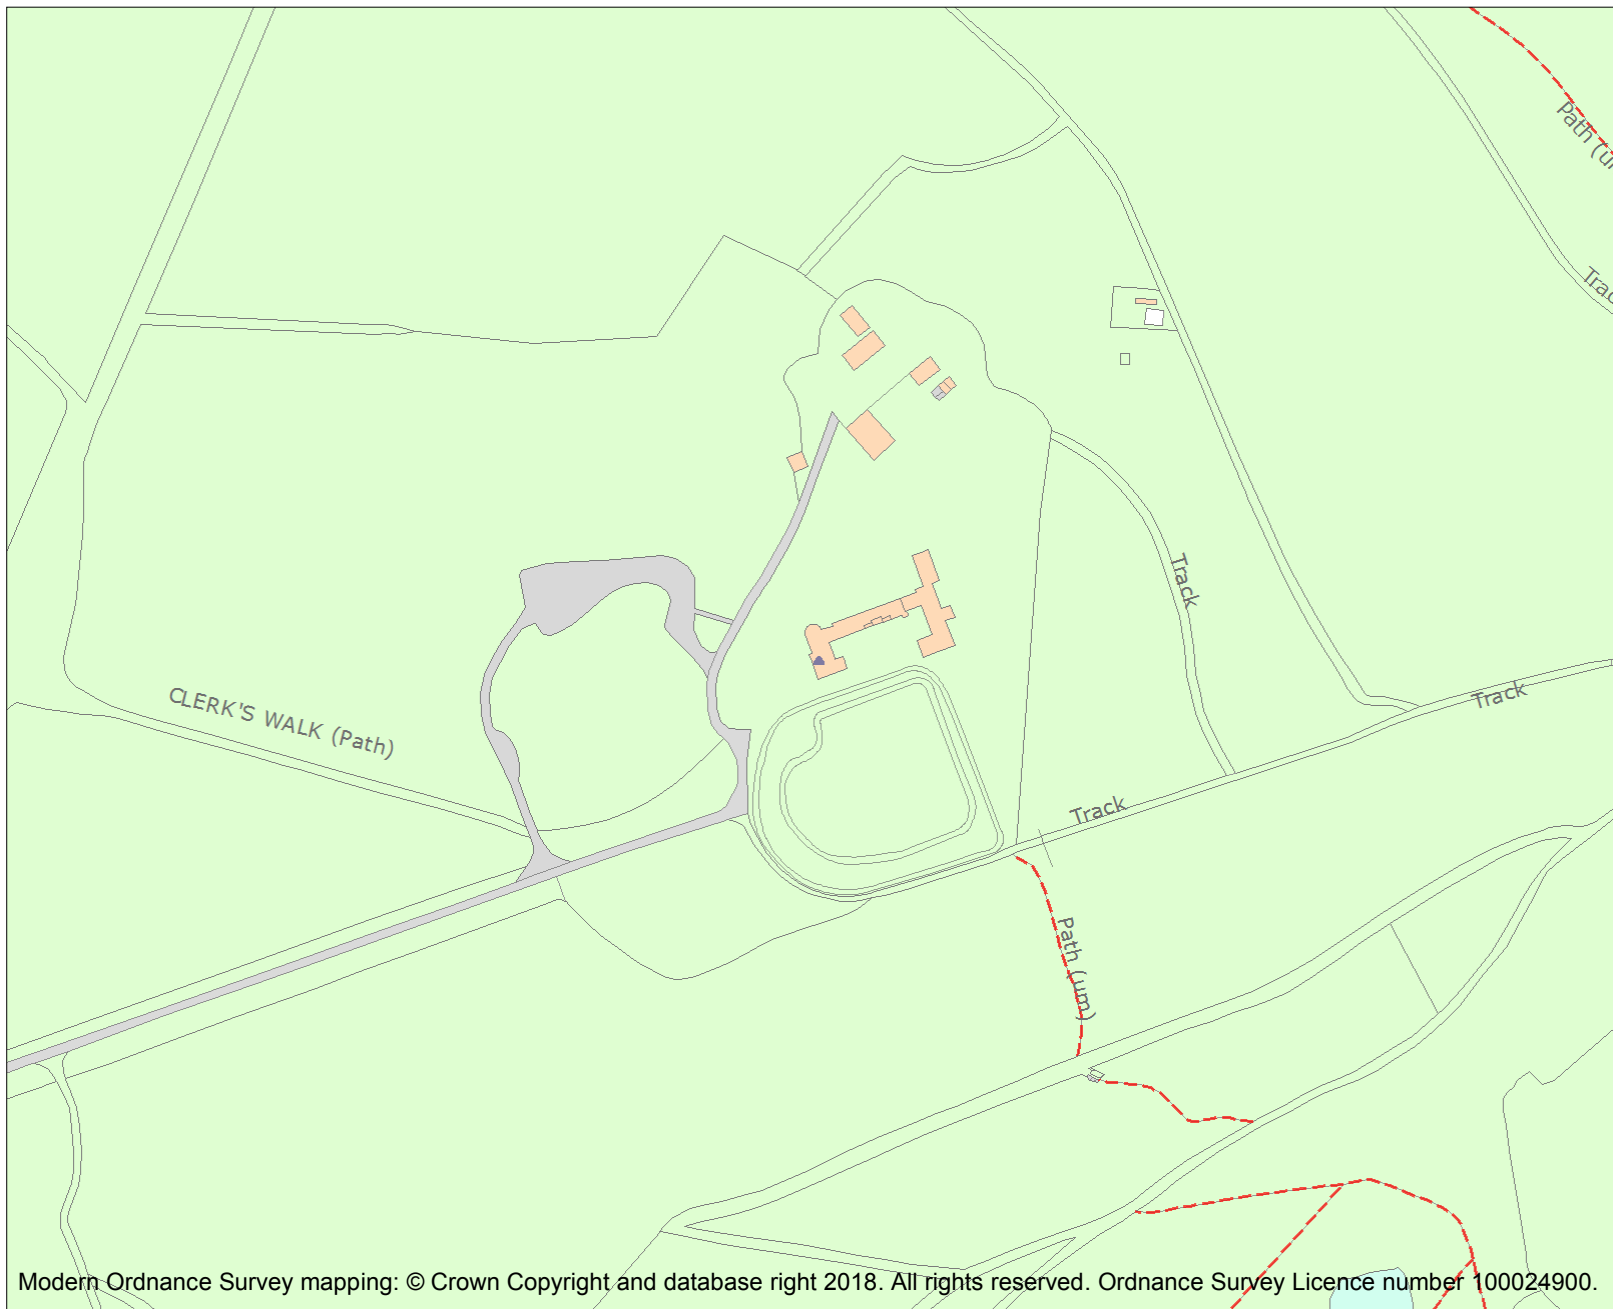 Path (u
Trac
Track
CLERK'S WALK (Path)
Track
Track
Path (um)
Modern Ordnance Survey mapping: © Crown Copyright and database right 2018. All rights reserved. Ordnance Survey Licence number 100024900.